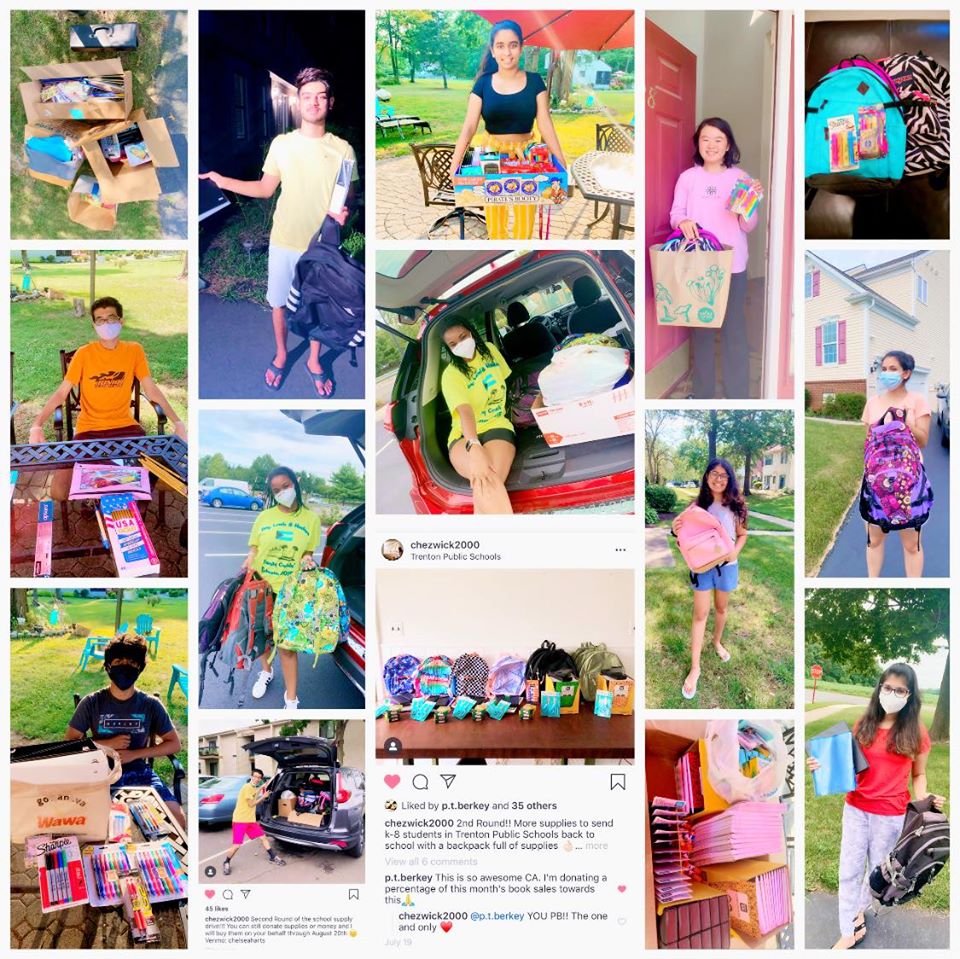 PIRATE'S BOOTY
8
Sharpie
USA
Wawa
Sharpie
chezwick2000
Trenton Public Schools
Liked by p.t.berkey and 35 others
chezwick2000 2nd Round!! More supplies to send
k-8 students in Trenton Public Schools back to
school with a backpack full of supplies 👌🏻... more
View all 6 comments
p.t.berkey This is so awesome CA. I'm donating a
percentage of this month's book sales towards
this🙏
chezwick2000 @p.t.berkey YOU PB!! The one
and only ❤️
July 19
45 likes
chezwick2000 Second Round of the school supply
drive!!! You can still donate supplies or money and I
will buy them on your behalf through August 20th 😊
Venmo: chelseaharts